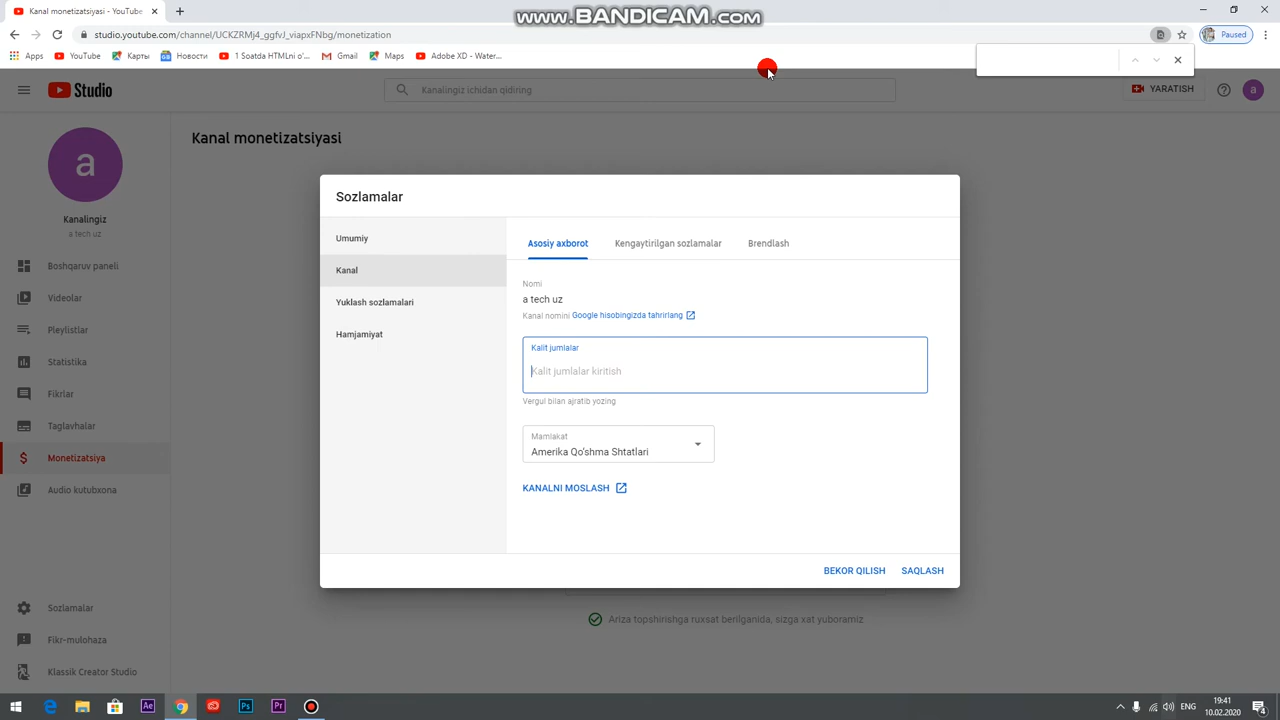 www.BANDICAM.com
Kanal monetizatsiyasi - YouTub
studio.youtube.com/channel/UCKZRMj4_ggfvJ_viapxFNbg/monetization
Paused
Apps
YouTube
Карты
Новости
1 Soatda HTMLni o'...
Gmail
Maps
Adobe XD - Water...
Studio
Kanalingiz ichidan qidiring
YARATISH
a
a
Kanalingiz
a tech uz
Boshqaruv paneli
Videolar
Pleylistlar
Statistika
Fikrlar
Taglavhalar
Monetizatsiya
Audio kutubxona
Sozlamalar
Fikr-mulohaza
Klassik Creator Studio
Kanal monetizatsiyasi
Sozlamalar
Umumiy
Kanal
Yuklash sozlamalari
Hamjamiyat
Asosiy axborot
Kengaytirilgan sozlamalar
Brendlash
Nomi
a tech uz
Kanal nomini Google hisobingizda tahrirlang
Kalit jumlalar
Kalit jumlalar kiritish
Vergul bilan ajratib yozing
Mamlakat
Amerika Qo'shma Shtatlari
KANALNI MOSLASH
BEKOR QILISH
SAQLASH
Ariza topshirishga ruxsat berilganida, sizga xat yuboramiz
Ae
Ps
Pr
ENG
19:41
10.02.2020
4